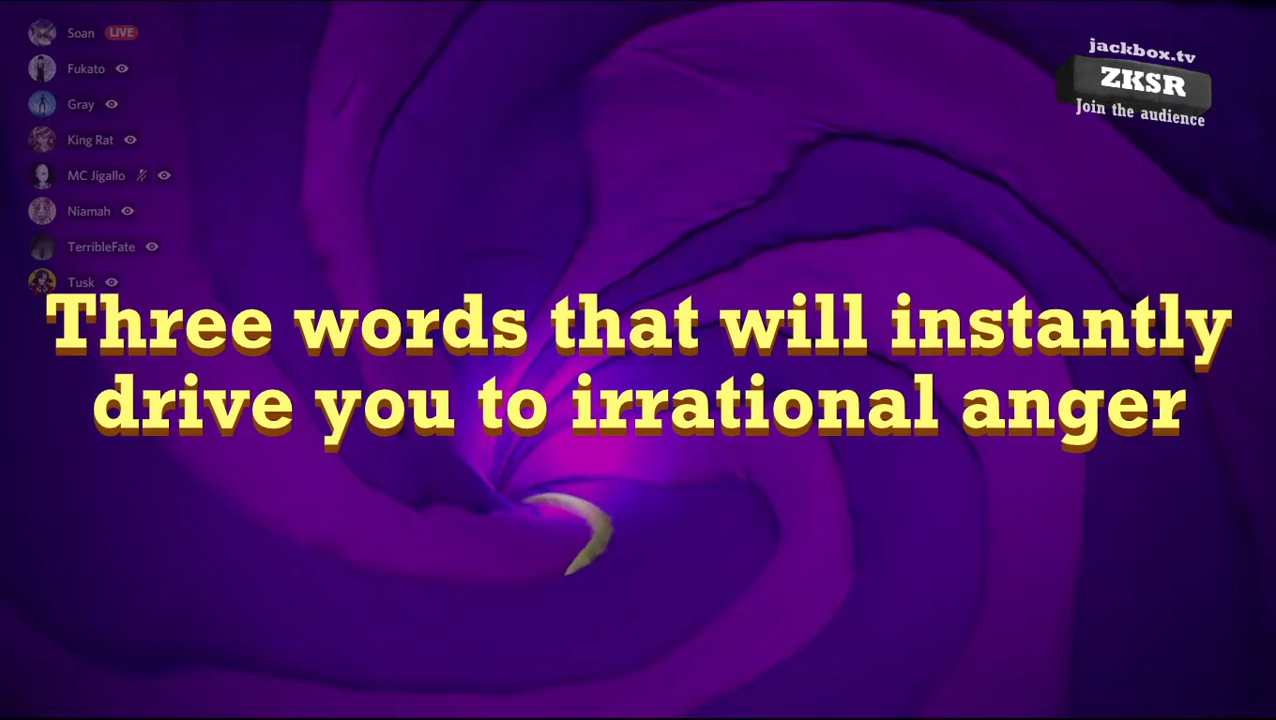 Soan LIVE
Fukato
Gray
King Rat
MC Jigallo
Niamah
TerribleFate
Tusk
jackbox.tv
ZKSR
Join the audience
Three words that will instantly
drive you to irrational anger